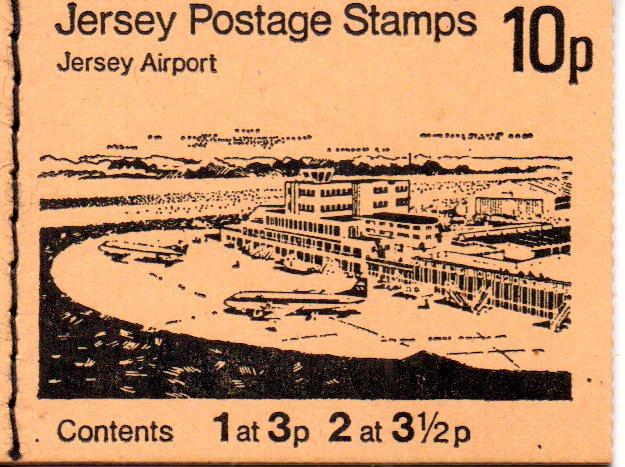 Jersey Postage Stamps 10p
Jersey Airport
Contents 1 at 3p 2 at 3½p